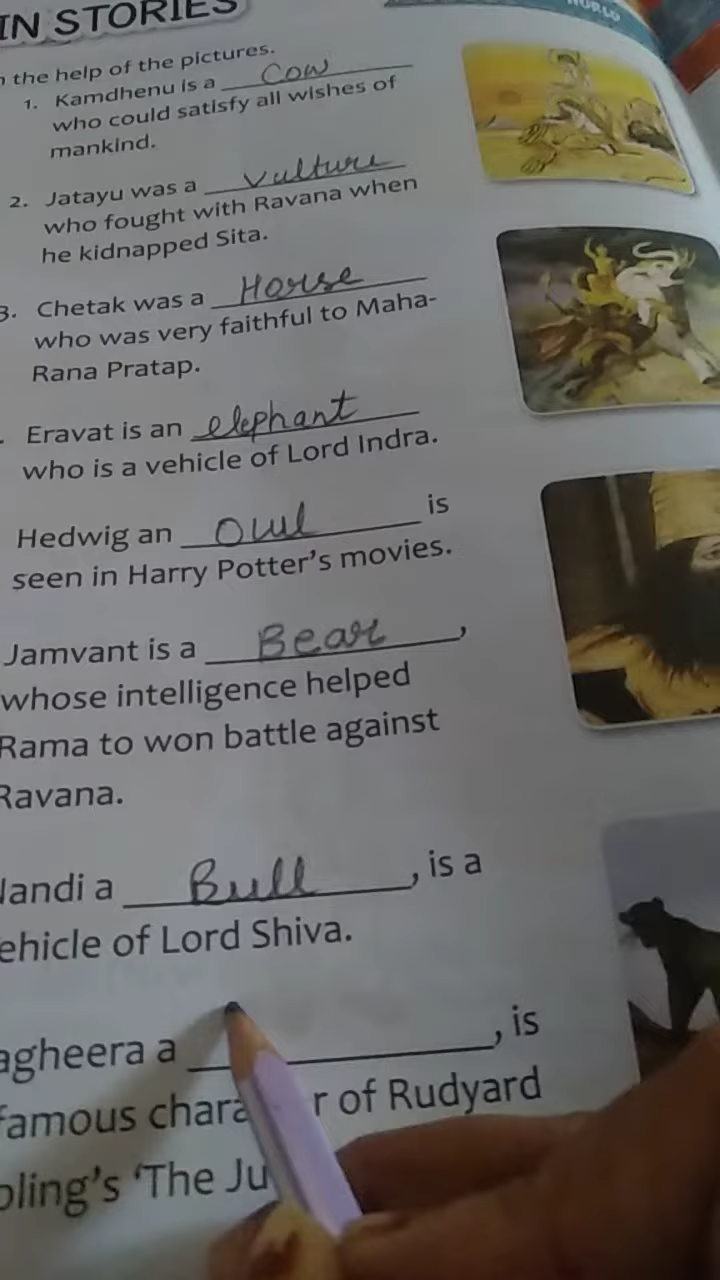 IN STORIES
WORLD
the help of the pictures.
1. Kamdhenu is a Cow
who could satisfy all wishes of
mankind.
2. Jatayu was a vulture
who fought with Ravana when
he kidnapped Sita.
3. Chetak was a Horse
who was very faithful to Maha-
Rana Pratap.
Eravat is an elephant
who is a vehicle of Lord Indra.
Hedwig an owl is
seen in Harry Potter's movies.
Jamvant is a Bear,
whose intelligence helped
Rama to won battle against
Ravana.
Nandi a Bull, is a
ehicle of Lord Shiva.
agheera a , is
famous chara r of Rudyard
pling's 'The Ju